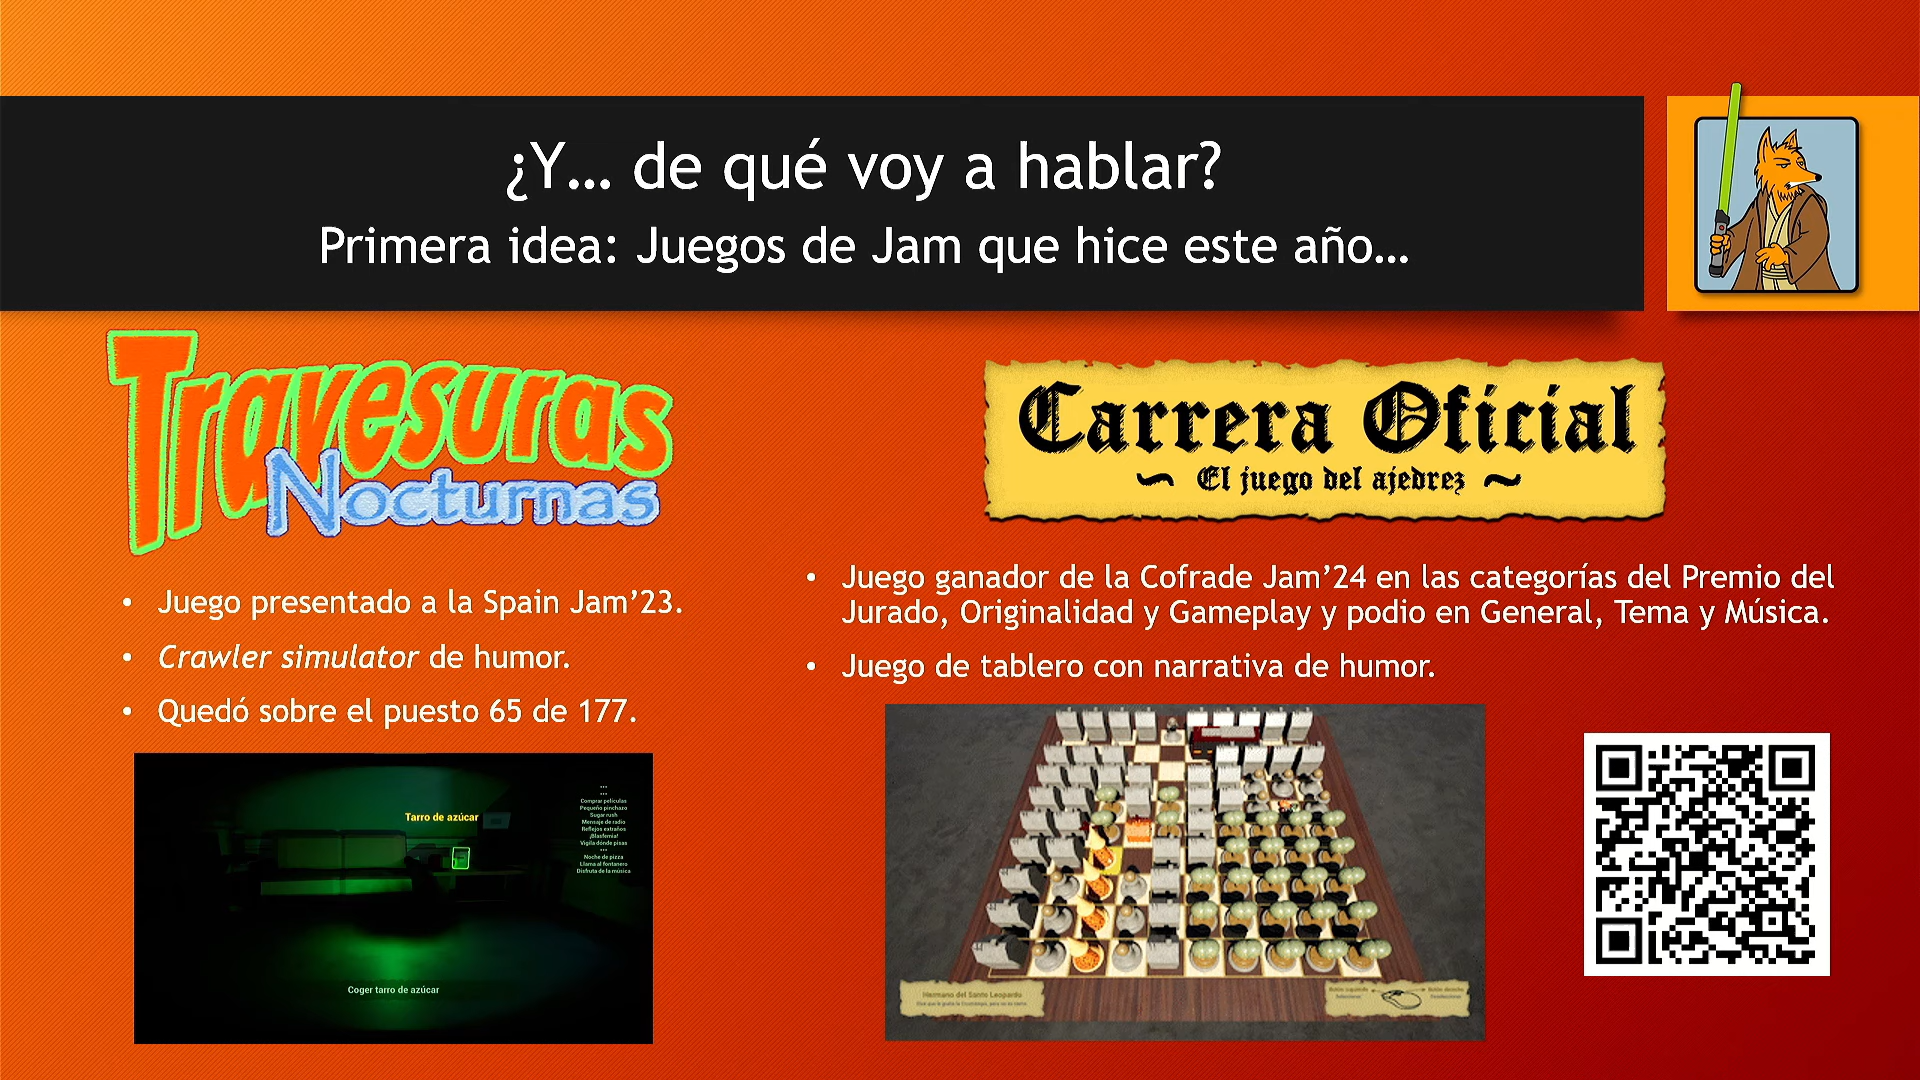 ¿Y... de qué voy a hablar?
Primera idea: Juegos de Jam que hice este año...
Travesuras
Nocturnas
• Juego presentado a la Spain Jam’23.
• Crawler simulator de humor.
• Quedó sobre el puesto 65 de 177.
Tarro de azúcar
***
***
Comprar películas
Pequeño pinchazo
Sugar rush
Mensaje de radio
Reflejos extraños
¡Blasfemia!
Vigila dónde pisas
***
Noche de pizza
Llama al fontanero
Disfruta de la música
Coger tarro de azúcar
Carrera Oficial
~ El juego del ajedrez ~
• Juego ganador de la Cofrade Jam’24 en las categorías del Premio del
Jurado, Originalidad y Gameplay y podio en General, Tema y Música.
• Juego de tablero con narrativa de humor.
Hermano del Santo Leopardo